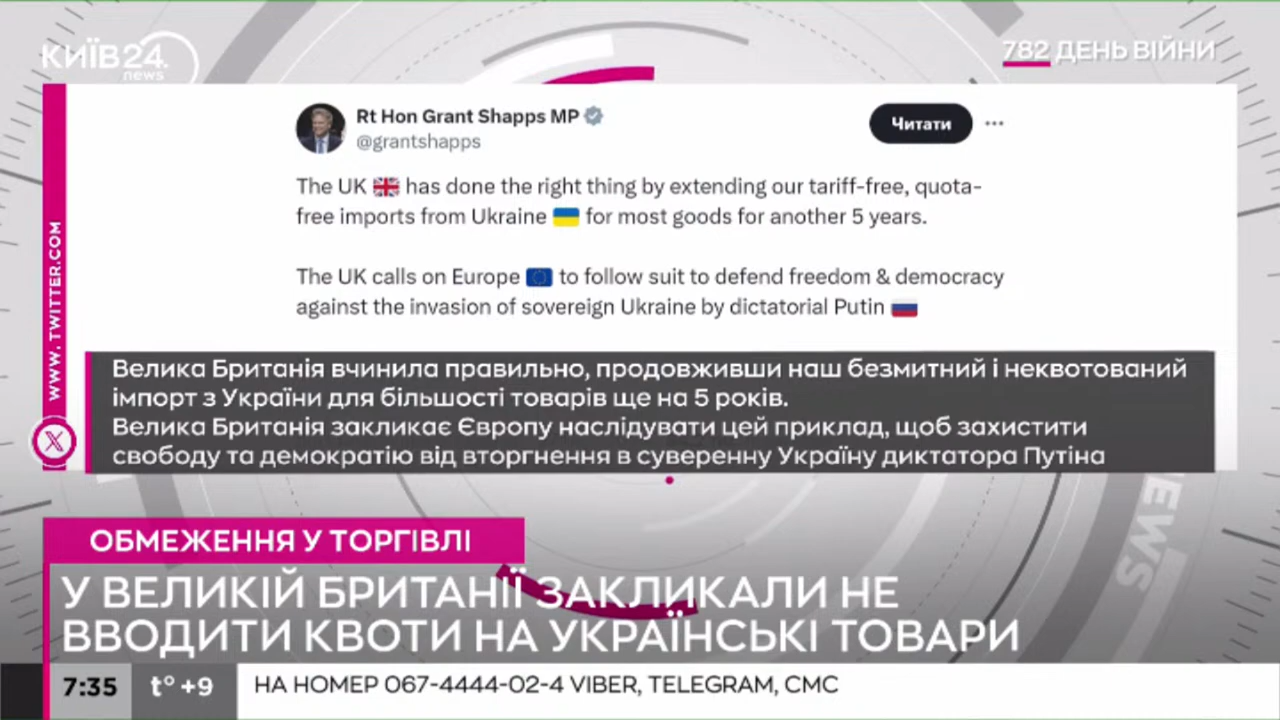 КИЇВ24
news
782 ДЕНЬ ВІЙНИ
Rt Hon Grant Shapps MP
@grantshapps
Читати
The UK has done the right thing by extending our tariff-free, quota-
free imports from Ukraine for most goods for another 5 years.
The UK calls on Europe to follow suit to defend freedom & democracy
against the invasion of sovereign Ukraine by dictatorial Putin
WWW. TWITTER.COM
Велика Британія вчинила правильно, продовживши наш безмитний і неквотований
імпорт з України для більшості товарів ще на 5 років.
Велика Британія закликає Європу наслідувати цей приклад, щоб захистити
свободу та демократію від вторгнення в суверенну Україну диктатора Путіна
NEWS
ОБМЕЖЕННЯ У ТОРГІВЛІ
У ВЕЛИКІЙ БРИТАНІЇ ЗАКЛИКАЛИ НЕ
ВВОДИТИ КВОТИ НА УКРАЇНСЬКІ ТОВАРИ
7:35 t° +9 НА НОМЕР 067-4444-02-4 VIBER, TELEGRAM, СМС